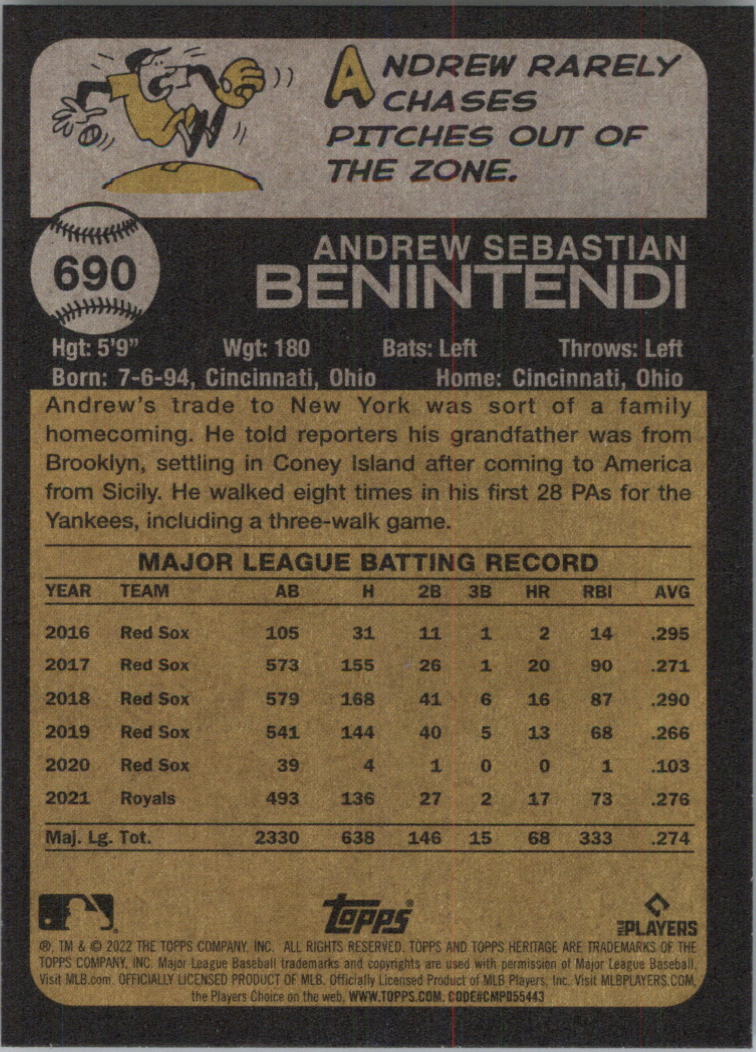 ANDREW RARELY
CHASES
PITCHES OUT OF
THE ZONE.
690
ANDREW SEBASTIAN
BENINTENDI
Hgt: 5'9" Wgt: 180 Bats: Left Throws: Left
Born: 7-6-94, Cincinnati, Ohio Home: Cincinnati, Ohio
Andrew's trade to New York was sort of a family
homecoming. He told reporters his grandfather was from
Brooklyn, settling in Coney Island after coming to America
from Sicily. He walked eight times in his first 28 PAs for the
Yankees, including a three-walk game.
MAJOR LEAGUE BATTING RECORD
YEAR TEAM AB H 2B 3B HR RBI AVG
2016 Red Sox 105 31 11 1 2 14 .295
2017 Red Sox 573 155 26 1 20 90 .271
2018 Red Sox 579 168 41 6 16 87 .290
2019 Red Sox 541 144 40 5 13 68 .266
2020 Red Sox 39 4 1 0 0 1 .103
2021 Royals 493 136 27 2 17 73 .276
Maj. Lg. Tot. 2330 638 146 15 68 333 .274
Topps
MLB PLAYERS
®, TM & © 2022 THE TOPPS COMPANY, INC. ALL RIGHTS RESERVED. TOPPS AND TOPPS HERITAGE ARE TRADEMARKS OF THE
TOPPS COMPANY, INC. Major League Baseball trademarks and copyrights are used with permission of Major League Baseball.
Visit MLB.com. OFFICIALLY LICENSED PRODUCT OF MLB. Officially Licensed Product of MLB Players, Inc. Visit MLBPLAYERS.COM,
the Players Choice on the web. WWW.TOPPS.COM. CODE#CMP055443